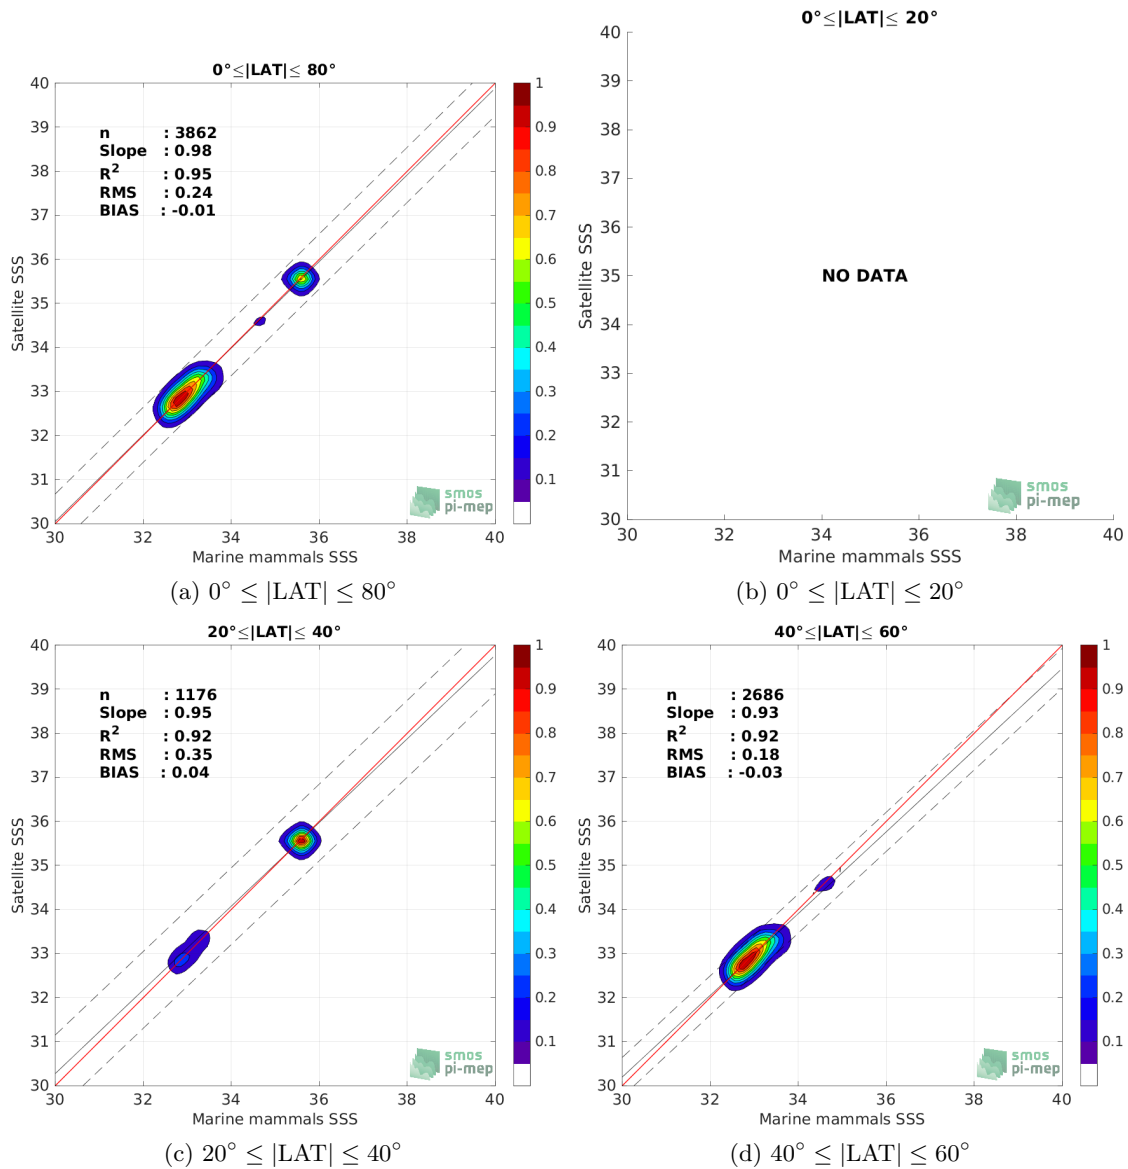 0°≤|LAT|≤ 80°
40
39
38
37
36
35
34
33
32
31
30
n : 3862
Slope : 0.98
R² : 0.95
RMS : 0.24
BIAS : -0.01
Satellite SSS
smos
pi-mep
30 32 34 36 38 40
Marine mammals SSS
1
0.9
0.8
0.7
0.6
0.5
0.4
0.3
0.2
0.1
(a) 0° ≤ |LAT| ≤ 80°
0°≤|LAT|≤ 20°
40
39
38
37
36
35
34
33
32
31
30
Satellite SSS
NO DATA
smos
pi-mep
30 32 34 36 38 40
Marine mammals SSS
(b) 0° ≤ |LAT| ≤ 20°
20°≤|LAT|≤ 40°
40
39
38
37
36
35
34
33
32
31
30
n : 1176
Slope : 0.95
R² : 0.92
RMS : 0.35
BIAS : 0.04
Satellite SSS
smos
pi-mep
30 32 34 36 38 40
Marine mammals SSS
1
0.9
0.8
0.7
0.6
0.5
0.4
0.3
0.2
0.1
(c) 20° ≤ |LAT| ≤ 40°
40°≤|LAT|≤ 60°
40
39
38
37
36
35
34
33
32
31
30
n : 2686
Slope : 0.93
R² : 0.92
RMS : 0.18
BIAS : -0.03
Satellite SSS
smos
pi-mep
30 32 34 36 38 40
Marine mammals SSS
1
0.9
0.8
0.7
0.6
0.5
0.4
0.3
0.2
0.1
(d) 40° ≤ |LAT| ≤ 60°